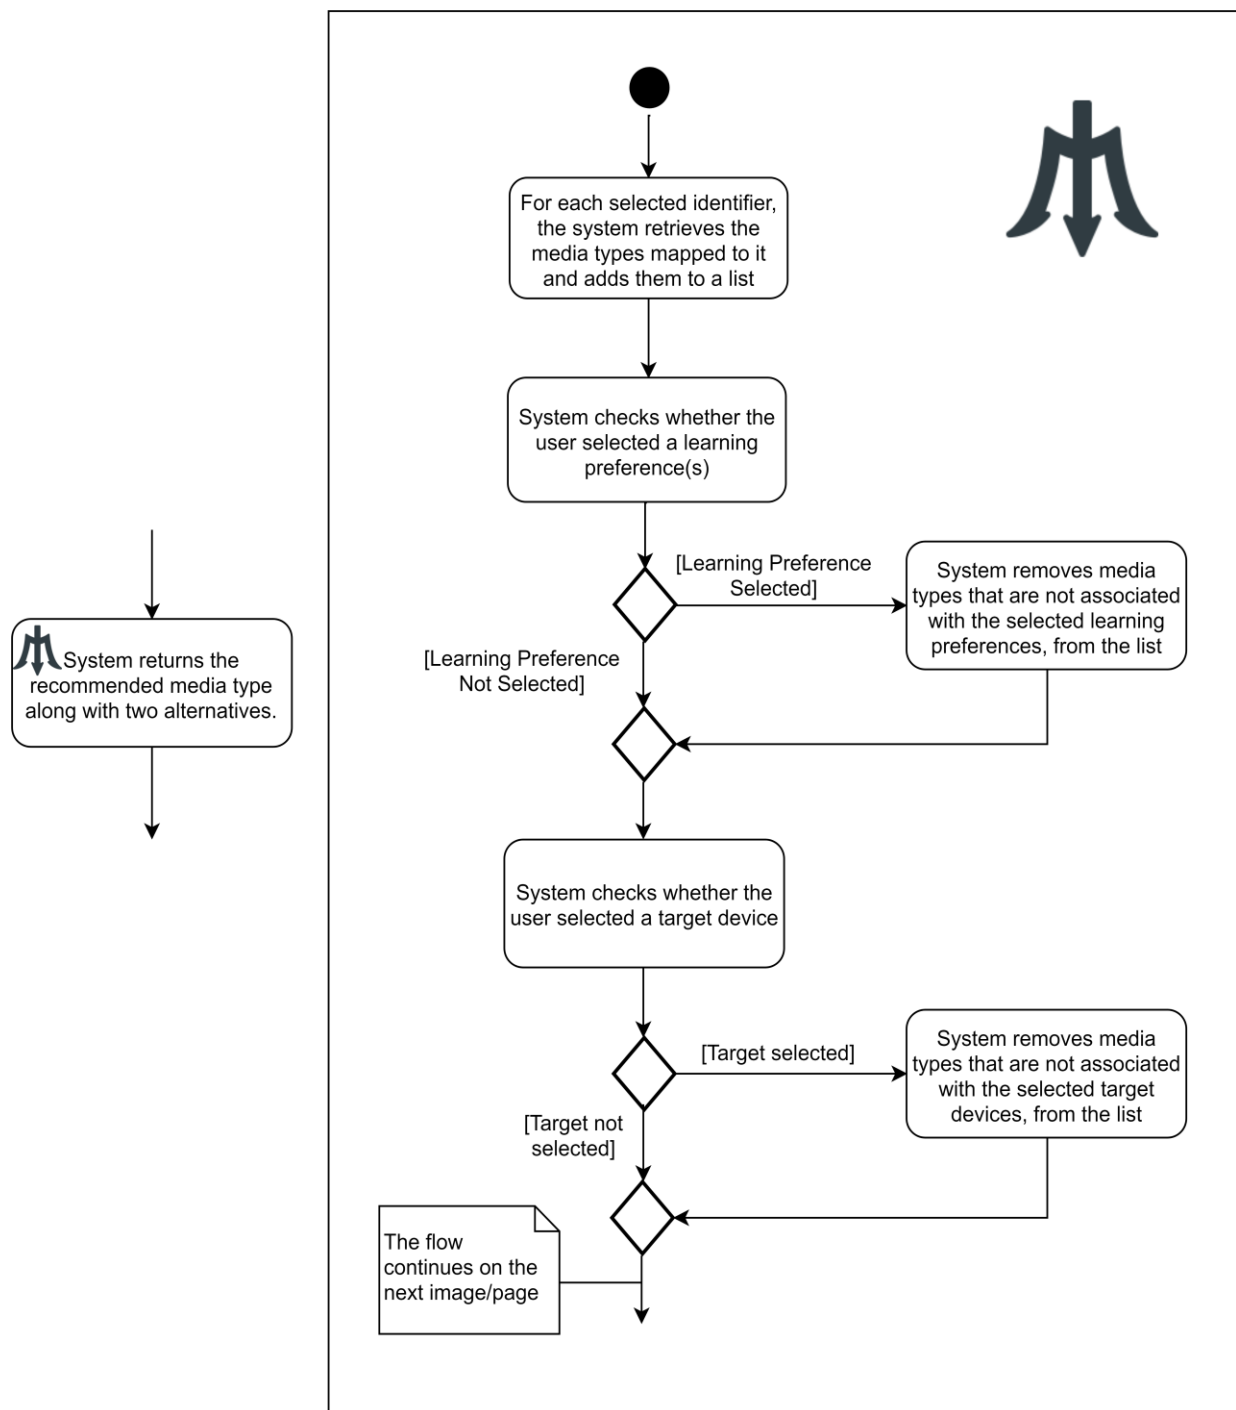 For each selected identifier,
the system retrieves the
media types mapped to it
and adds them to a list
System checks whether the
user selected a learning
preference(s)
[Learning Preference
Selected]
System removes media
types that are not associated
with the selected learning
preferences, from the list
[Learning Preference
Not Selected]
System returns the
recommended media type
along with two alternatives.
System checks whether the
user selected a target device
[Target selected]
System removes media
types that are not associated
with the selected target
devices, from the list
[Target not
selected]
The flow
continues on the
next image/page